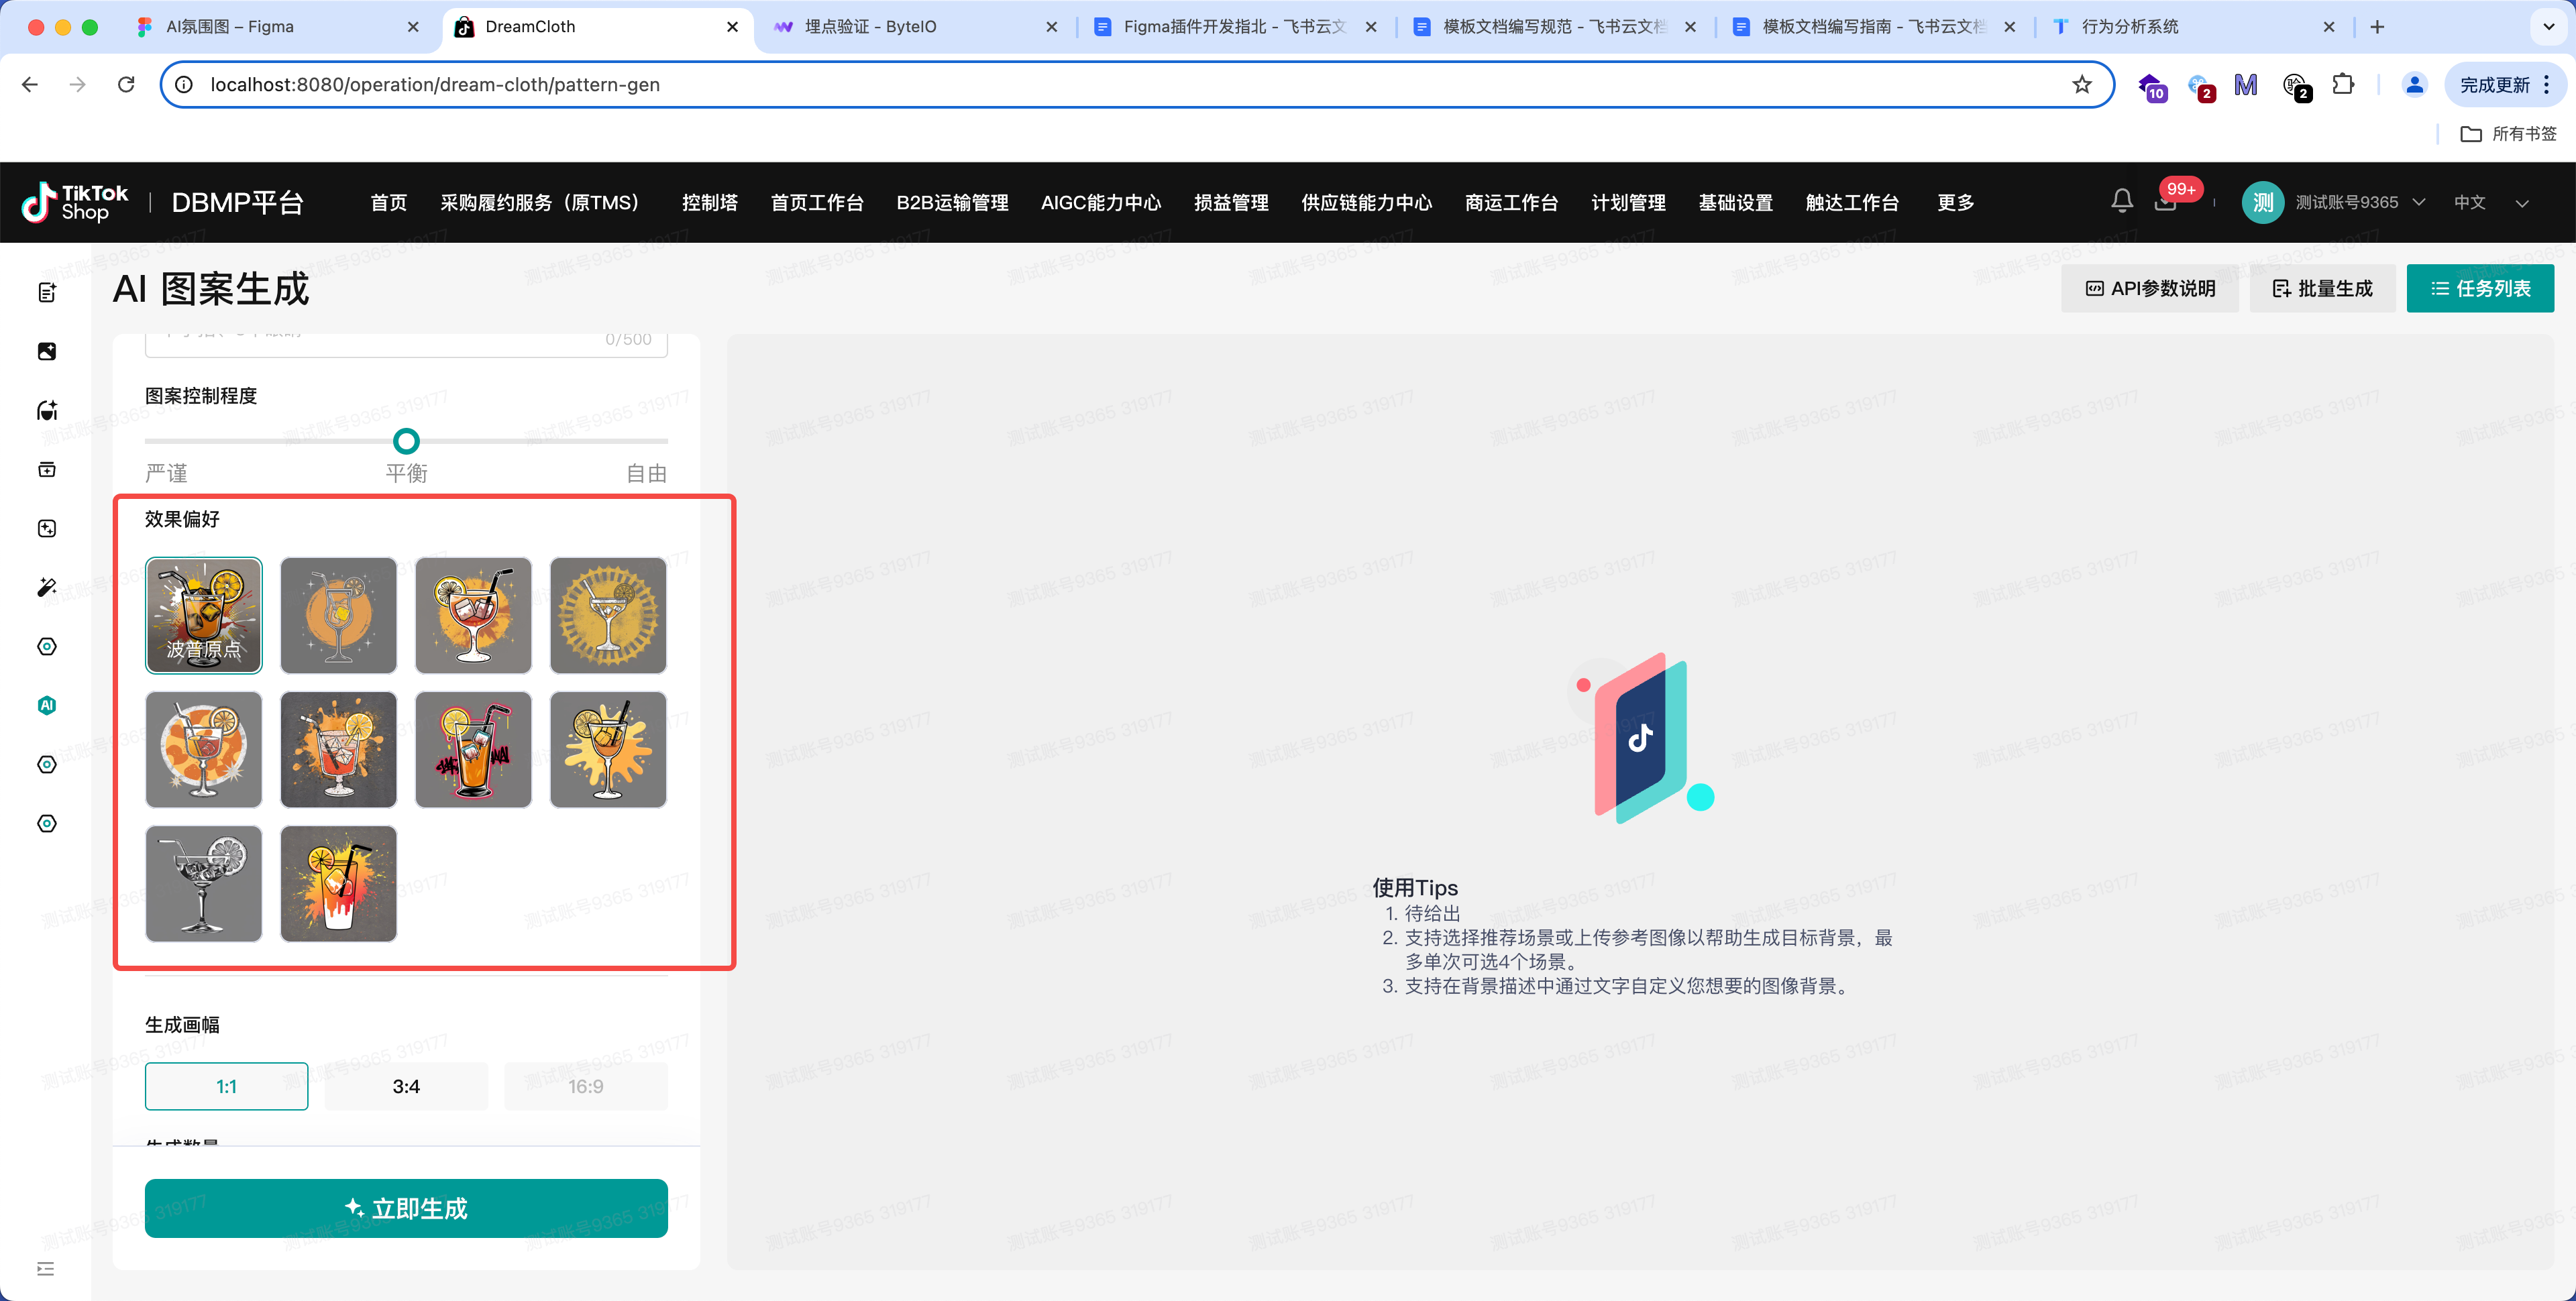 AI氛围图 – Figma
DreamCloth
埋点验证 - ByteIO
Figma插件开发指北 - 飞书云文
模板文档编写规范 - 飞书云文档
模板文档编写指南 - 飞书云文档
行为分析系统
localhost:8080/operation/dream-cloth/pattern-gen
10
2
M
2
完成更新
所有书签
TikTok
Shop
DBMP平台
首页
采购履约服务（原TMS）
控制塔
首页工作台
B2B运输管理
AIGC能力中心
损益管理
供应链能力中心
商运工作台
计划管理
基础设置
触达工作台
更多
99+
测
测试账号9365
中文
AI 图案生成
API参数说明
批量生成
任务列表
0/500
图案控制程度
严谨
平衡
自由
效果偏好
波普原点
AI
使用Tips
1. 待给出
2. 支持选择推荐场景或上传参考图像以帮助生成目标背景，最
多单次可选4个场景。
3. 支持在背景描述中通过文字自定义您想要的图像背景。
生成画幅
1:1
3:4
16:9
立即生成
测试账号9365 319177